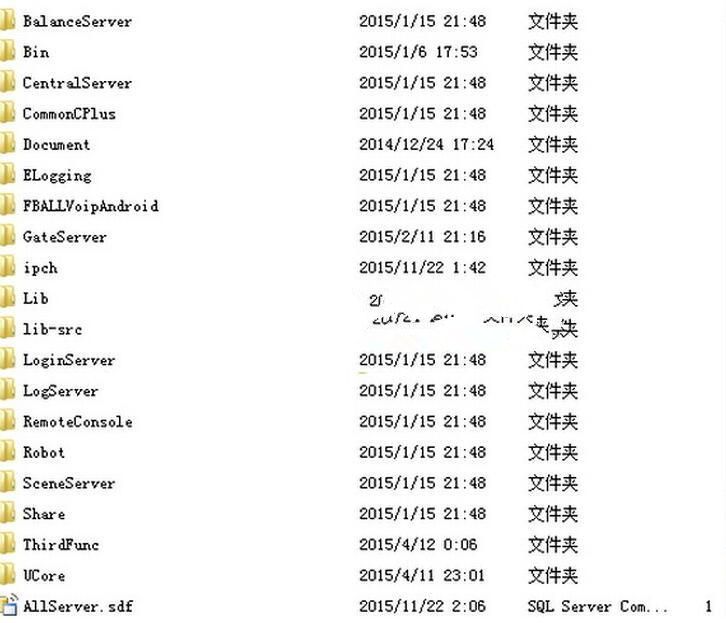 BalanceServer 2015/1/15 21:48 文件夹
Bin 2015/1/6 17:53 文件夹
CentralServer 2015/1/15 21:48 文件夹
CommonCPlus 2015/1/15 21:48 文件夹
Document 2014/12/24 17:24 文件夹
ELogging 2015/1/15 21:48 文件夹
FBALLVoipAndroid 2015/1/15 21:48 文件夹
GateServer 2015/2/11 21:16 文件夹
ipch 2015/11/22 1:42 文件夹
Lib
lib-src
LoginServer 2015/1/15 21:48 文件夹
LogServer 2015/1/15 21:48 文件夹
RemoteConsole 2015/1/15 21:48 文件夹
Robot 2015/1/15 21:48 文件夹
SceneServer 2015/1/15 21:48 文件夹
Share 2015/1/15 21:48 文件夹
ThirdFunc 2015/4/12 0:06 文件夹
UCore 2015/4/11 23:01 文件夹
AllServer.sdf 2015/11/22 2:06 SQL Server Com... 1